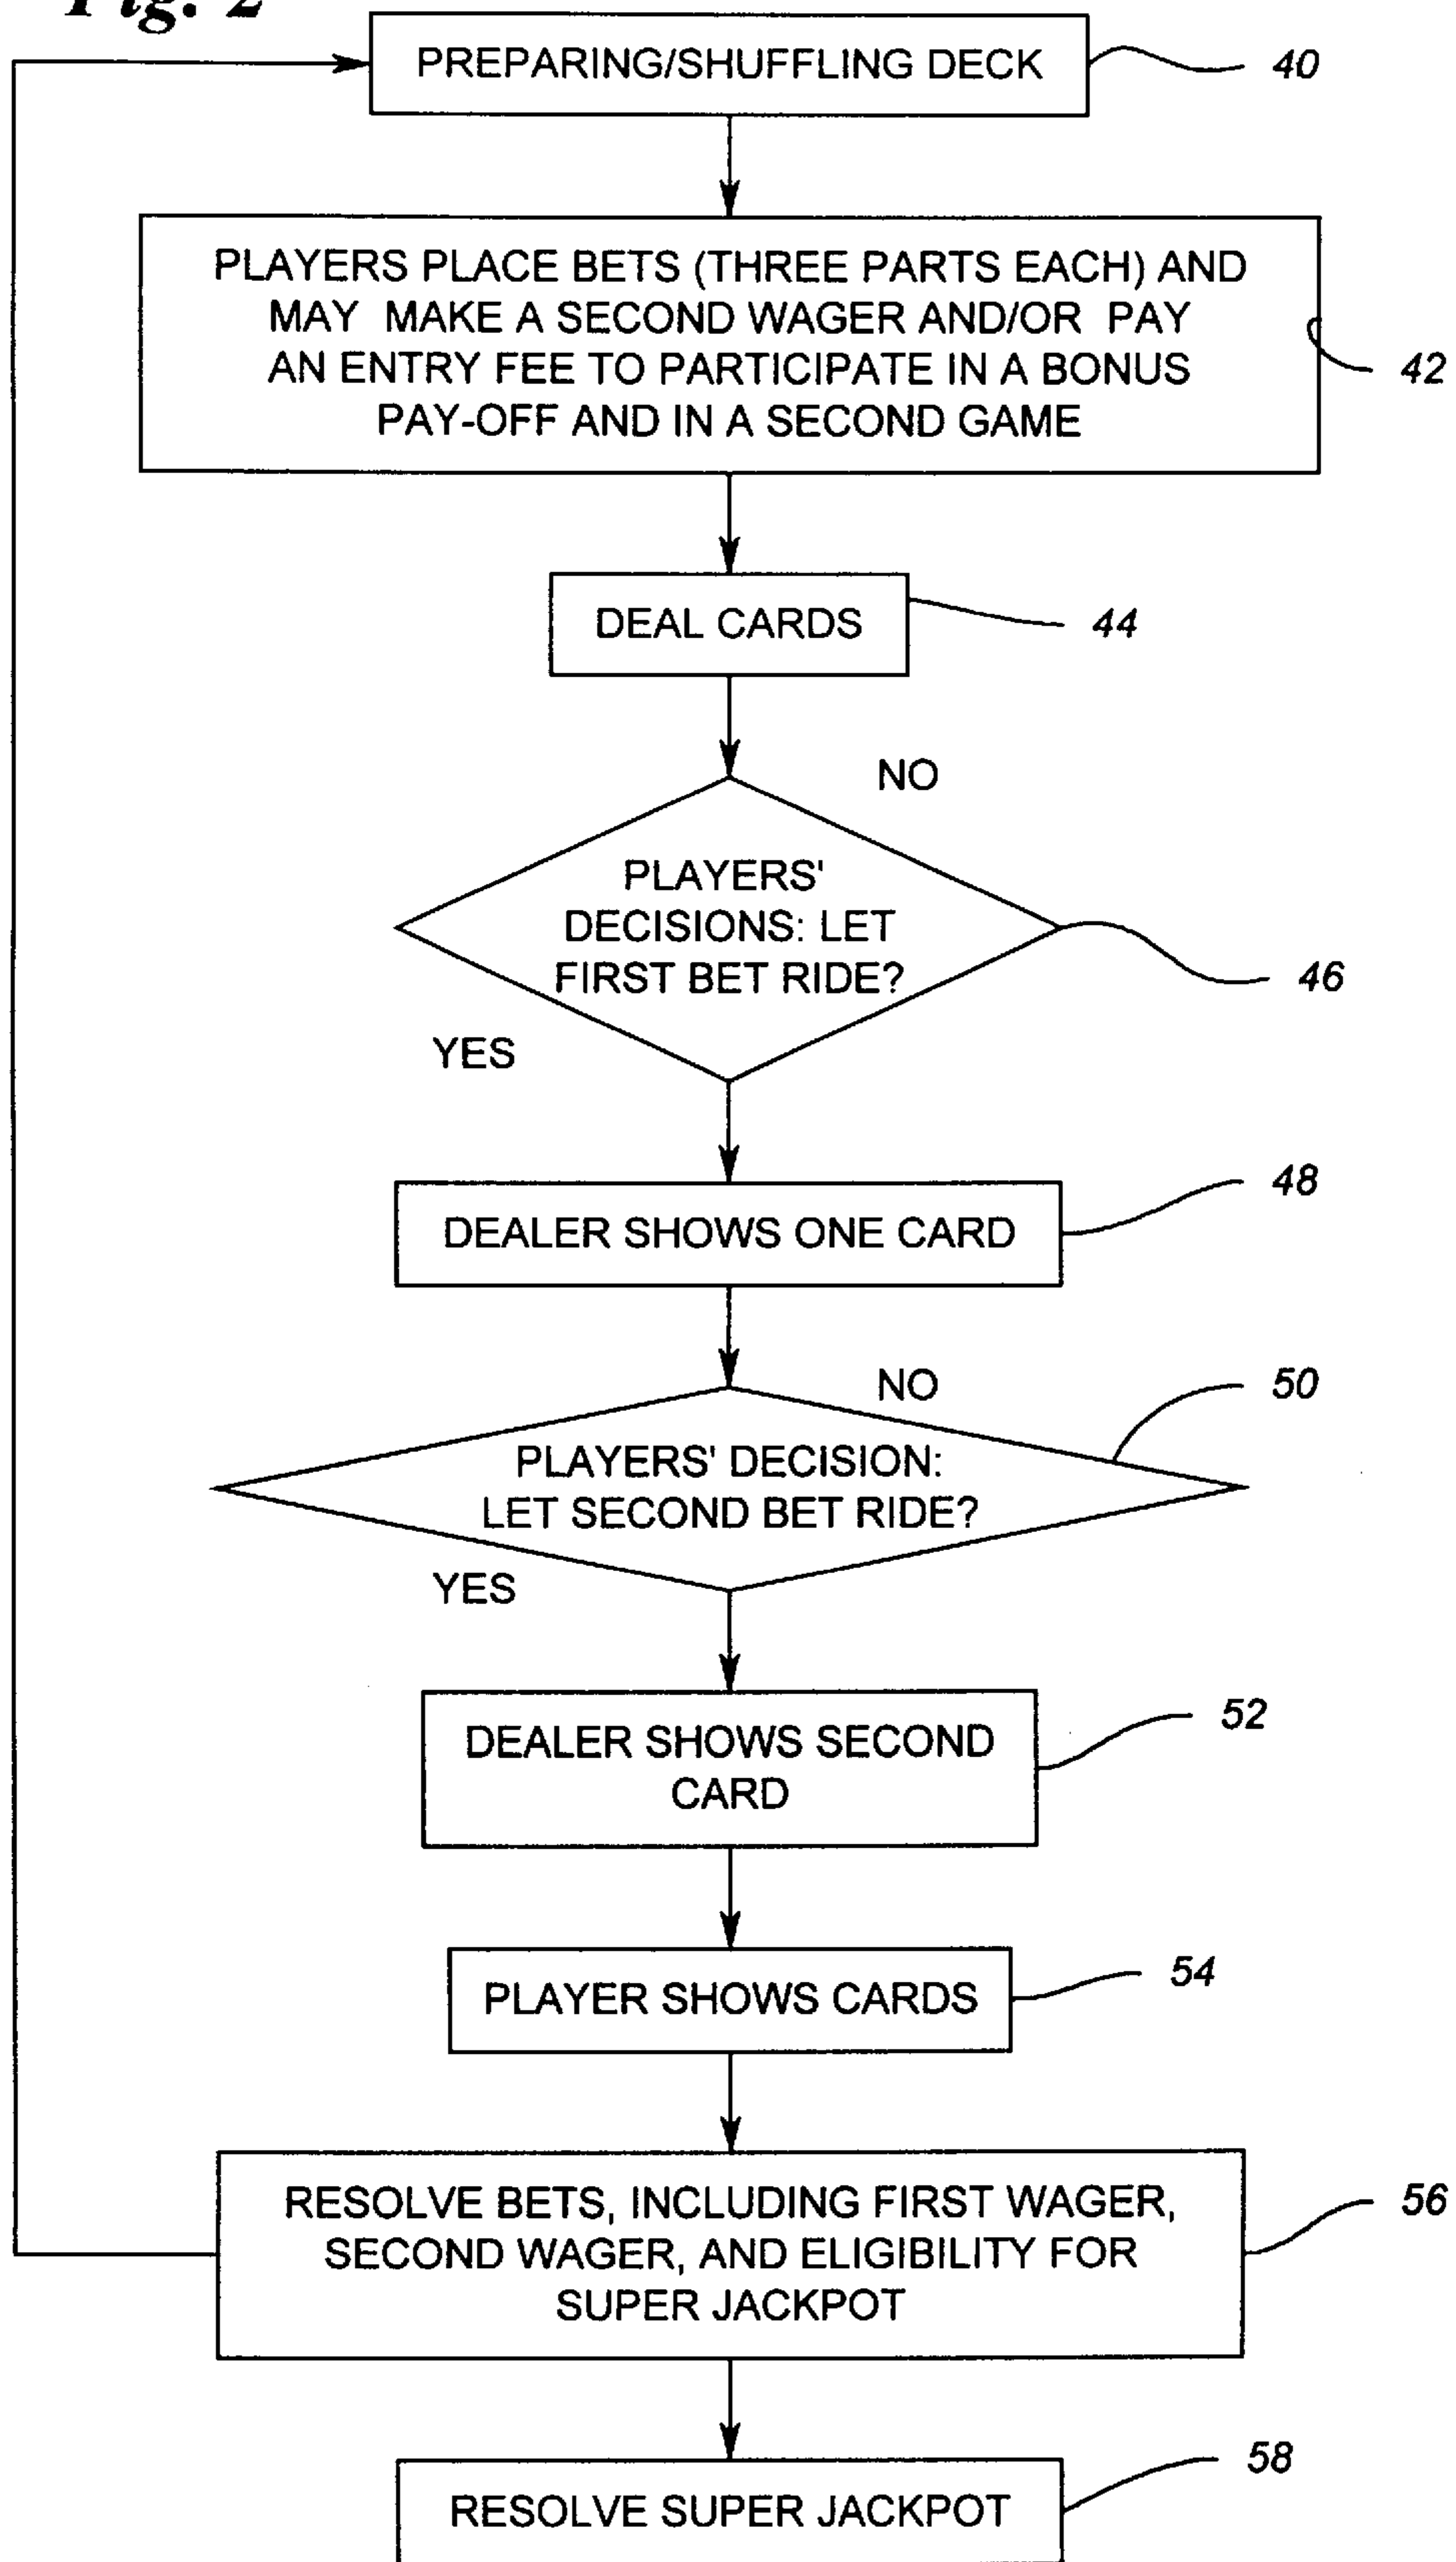 Fig. 2
PREPARING/SHUFFLING DECK
40
PLAYERS PLACE BETS (THREE PARTS EACH) AND
MAY MAKE A SECOND WAGER AND/OR PAY
AN ENTRY FEE TO PARTICIPATE IN A BONUS
PAY-OFF AND IN A SECOND GAME
42
DEAL CARDS
44
NO
PLAYERS'
DECISIONS: LET
FIRST BET RIDE?
46
YES
48
DEALER SHOWS ONE CARD
NO
50
PLAYERS' DECISION:
LET SECOND BET RIDE?
YES
52
DEALER SHOWS SECOND
CARD
54
PLAYER SHOWS CARDS
56
RESOLVE BETS, INCLUDING FIRST WAGER,
SECOND WAGER, AND ELIGIBILITY FOR
SUPER JACKPOT
58
RESOLVE SUPER JACKPOT